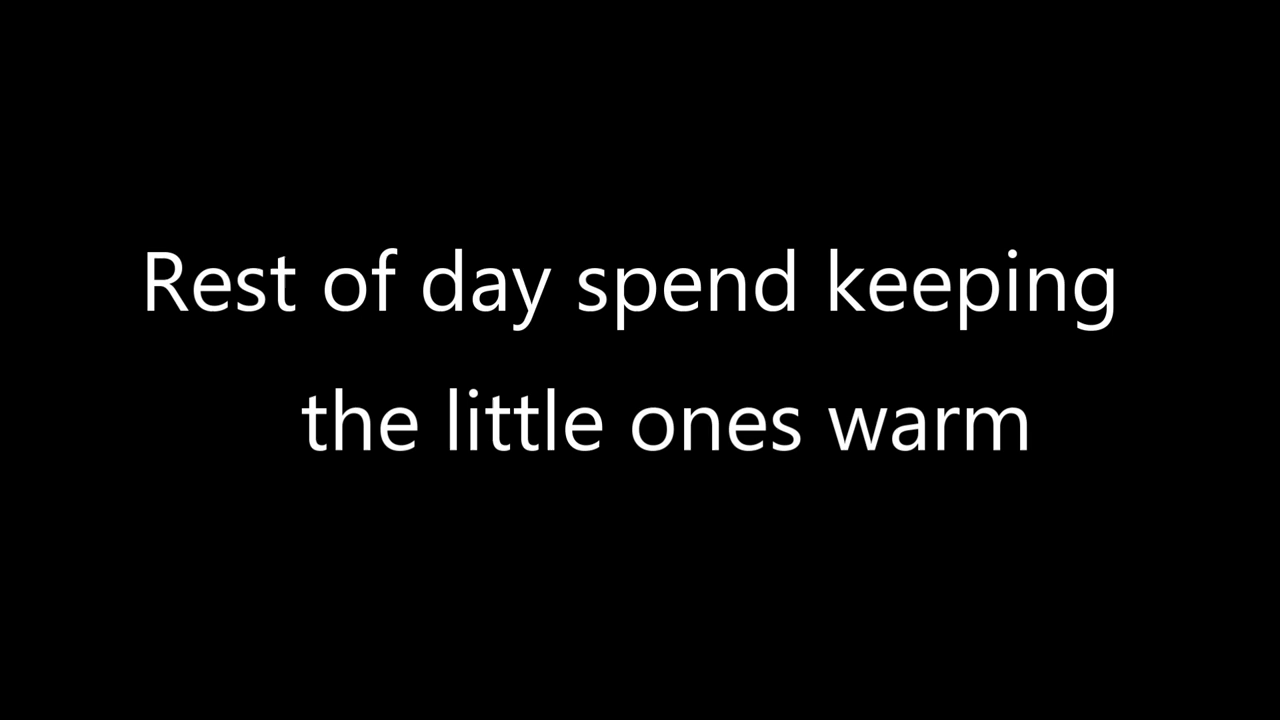 Rest of day spend keeping
the little ones warm